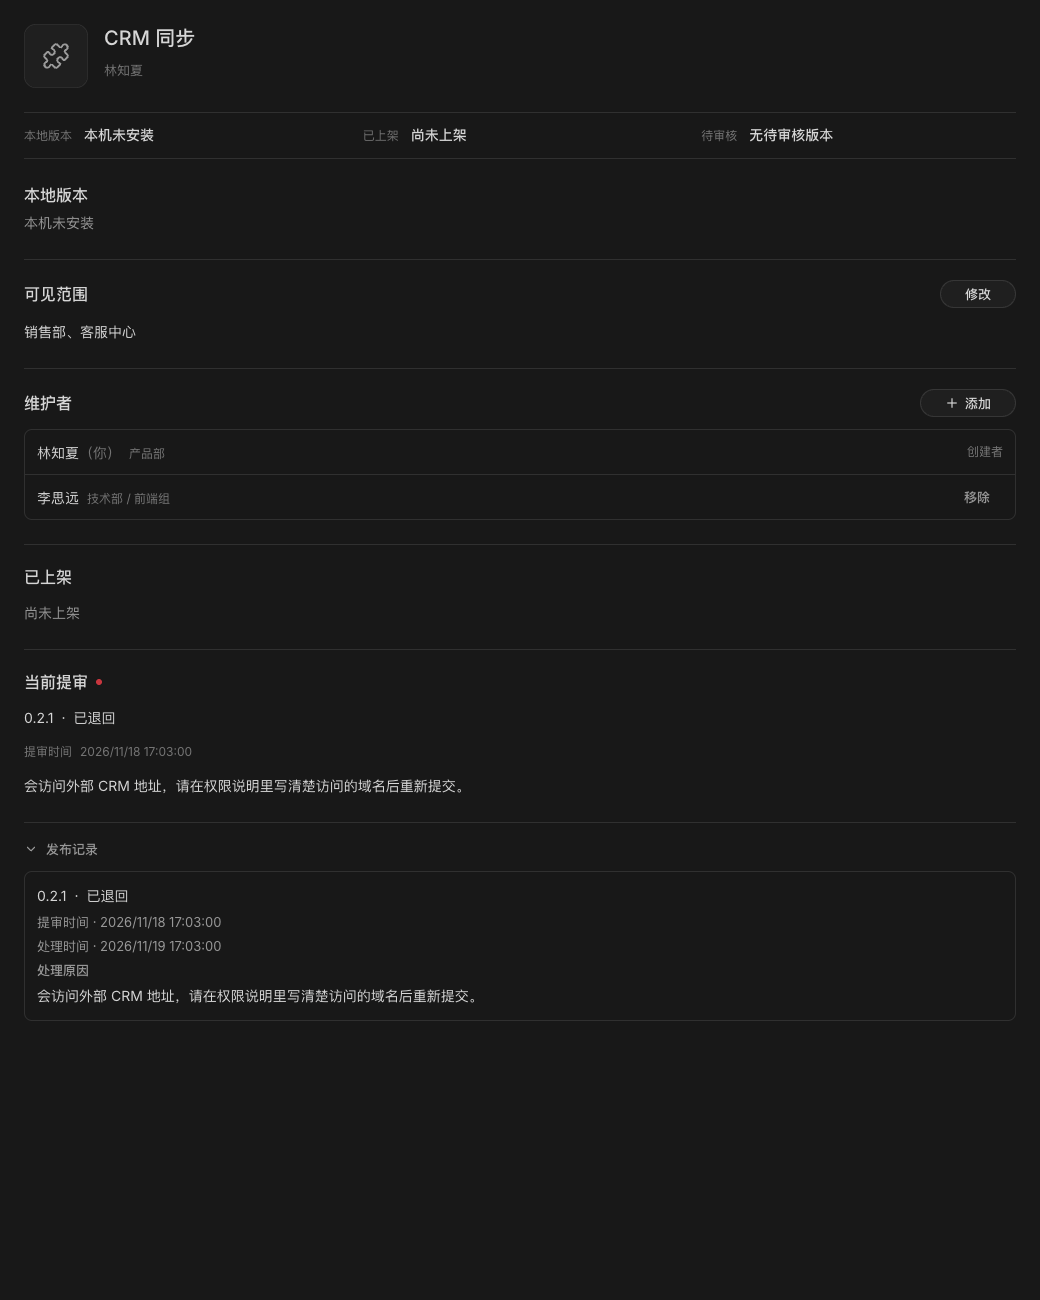 CRM 同步
林知夏
本地版本 本机未安装 已上架 尚未上架 待审核 无待审核版本
本地版本
本机未安装
可见范围 修改
销售部、客服中心
维护者 添加
林知夏（你） 产品部 创建者
李思远 技术部 / 前端组 移除
已上架
尚未上架
当前提审
0.2.1 · 已退回
提审时间 2026/11/18 17:03:00
会访问外部 CRM 地址，请在权限说明里写清楚访问的域名后重新提交。
发布记录
0.2.1 · 已退回
提审时间 · 2026/11/18 17:03:00
处理时间 · 2026/11/19 17:03:00
处理原因
会访问外部 CRM 地址，请在权限说明里写清楚访问的域名后重新提交。